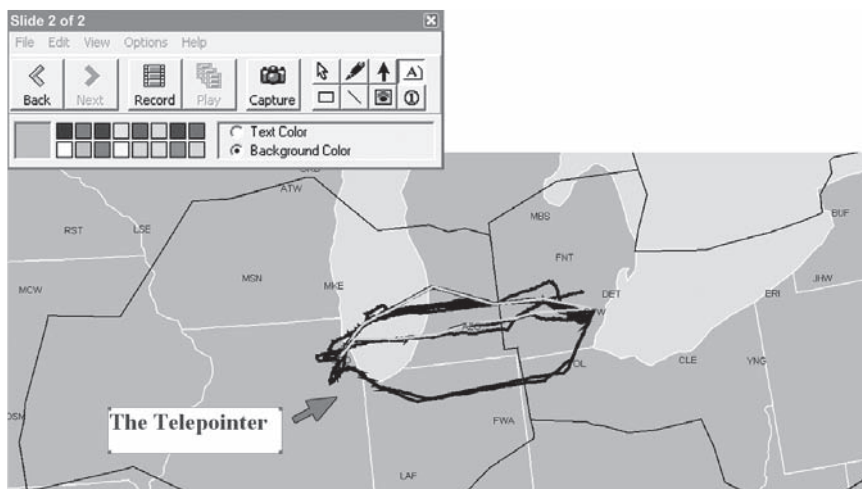 Slide 2 of 2
File Edit View Options Help
Back Next Record Play Capture
A
1
Text Color
Background Color
ATW
RST LSE
MBS
BUF
MSN
FNT
MCW
MKE
DET
ERI
JHW
CLE
YNG
The Telepointer
FWA
LAF